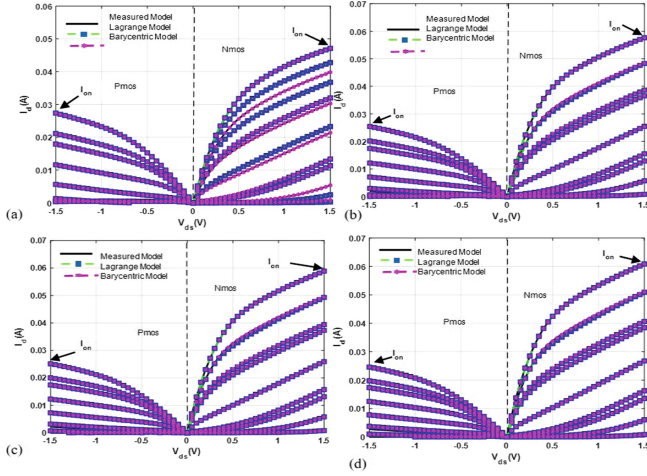 0.06
0.05
0.04
0.03
0.02
0.01
0
I_d(A)
Measured Model
Lagrange Model
Barycentric Model
I_on
Nmos
Pmos
I_on
-1.5 -1 -0.5 0 0.5 1 1.5
V_ds(V)
(a)
0.07
0.06
0.05
0.04
0.03
0.02
0.01
0
I_d(A)
Measured Model
Lagrange Model
Barycentric Model
I_on
Nmos
Pmos
I_on
-1.5 -1 -0.5 0 0.5 1 1.5
V_ds(V)
(b)
0.07
0.06
0.05
0.04
0.03
0.02
0.01
0
I_d(A)
Measured Model
Lagrange Model
Barycentric Model
I_on
Nmos
Pmos
I_on
-1.5 -1 -0.5 0 0.5 1 1.5
V_ds(V)
(c)
0.07
0.06
0.05
0.04
0.03
0.02
0.01
0
I_d(A)
Measured Model
Lagrange Model
Barycentric Model
I_on
Nmos
Pmos
I_on
-1.5 -1 -0.5 0 0.5 1 1.5
V_ds(V)
(d)